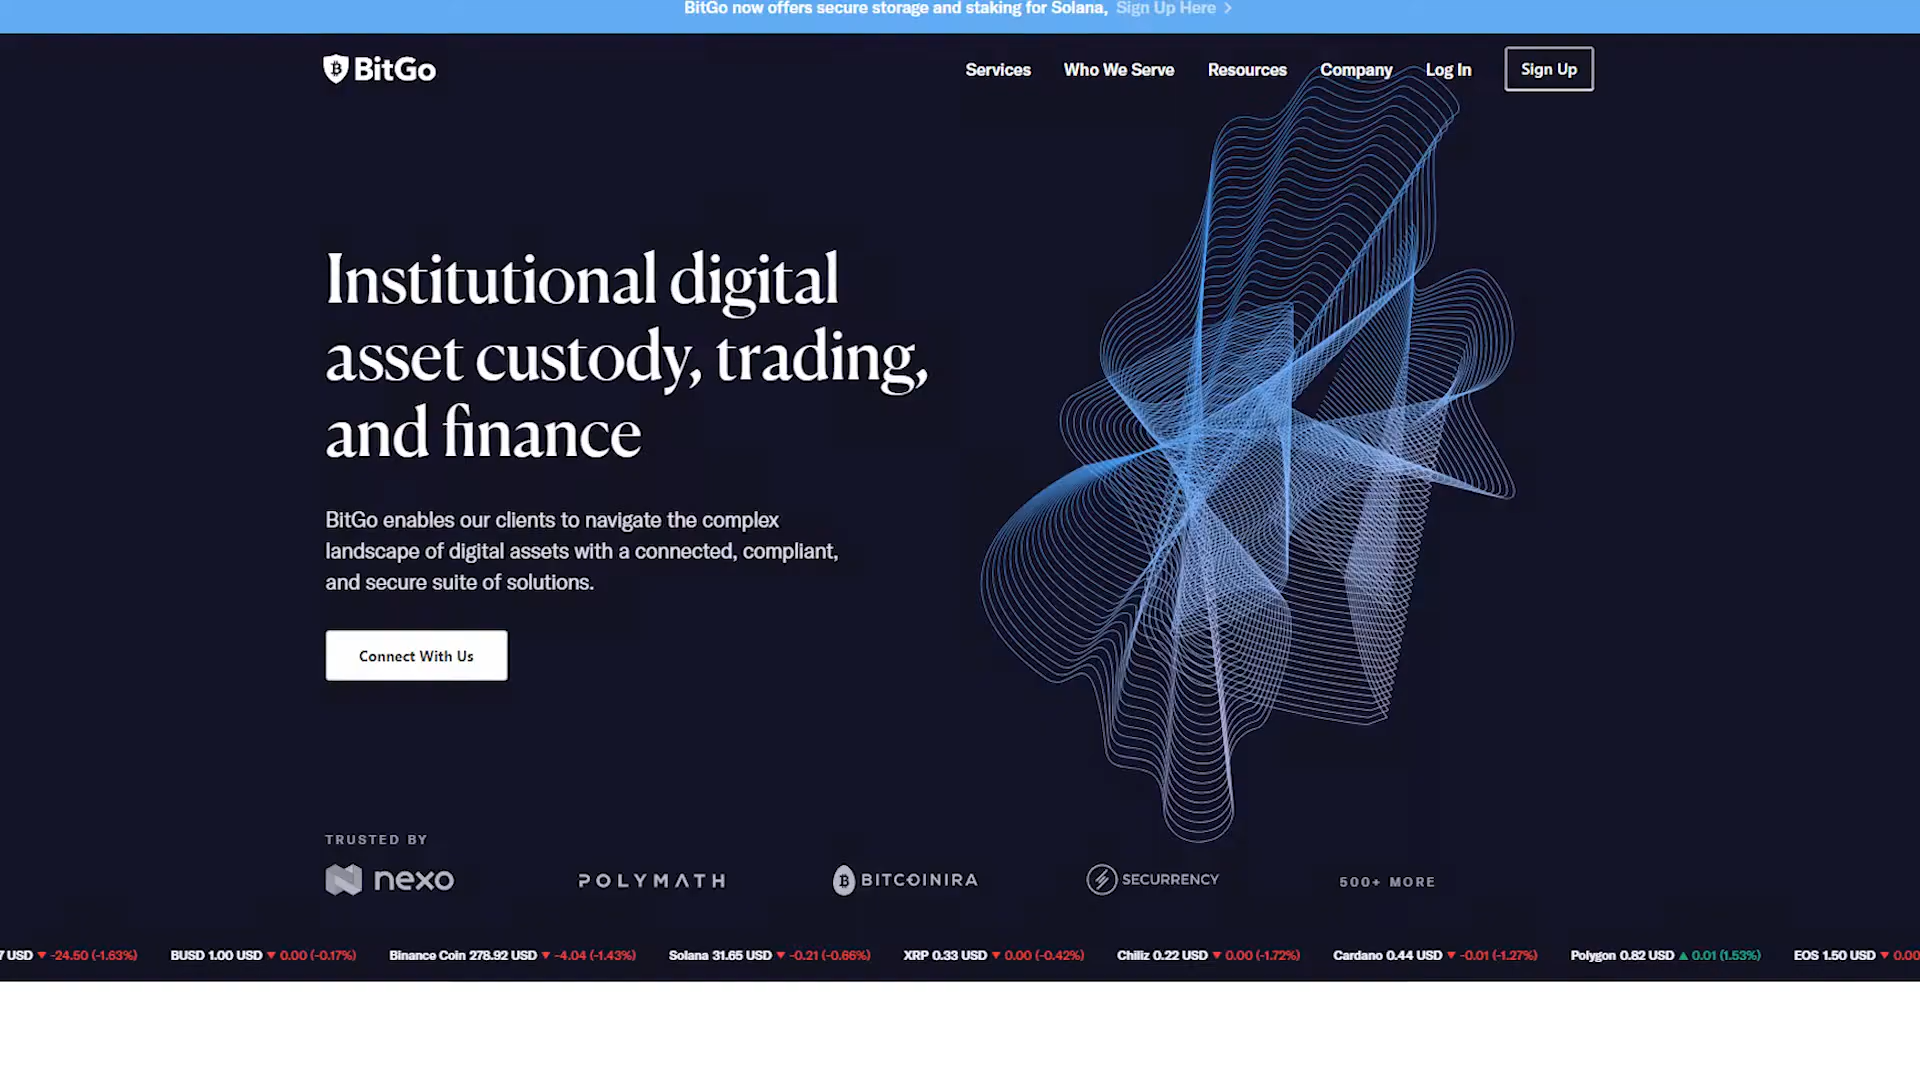 BitGo now offers secure storage and staking for Solana, Sign Up Here
BitGo
Services Who We Serve Resources Company Log In Sign Up
Institutional digital
asset custody, trading,
and finance
BitGo enables our clients to navigate the complex
landscape of digital assets with a connected, compliant,
and secure suite of solutions.
Connect With Us
TRUSTED BY
nexo POLYMATH BITCOINIRA SECURRENCY 500+ MORE
7 USD ▼ -24.50 (-1.63%) BUSD 1.00 USD ▼ 0.00 (-0.17%) Binance Coin 278.92 USD ▼ -4.04 (-1.43%) Solana 31.65 USD ▼ -0.21 (-0.66%) XRP 0.33 USD ▼ 0.00 (-0.42%) Chiliz 0.22 USD ▼ 0.00 (-1.72%) Cardano 0.44 USD ▼ -0.01 (-1.27%) Polygon 0.82 USD ▲ 0.01 (1.53%) EOS 1.50 USD ▼ 0.00